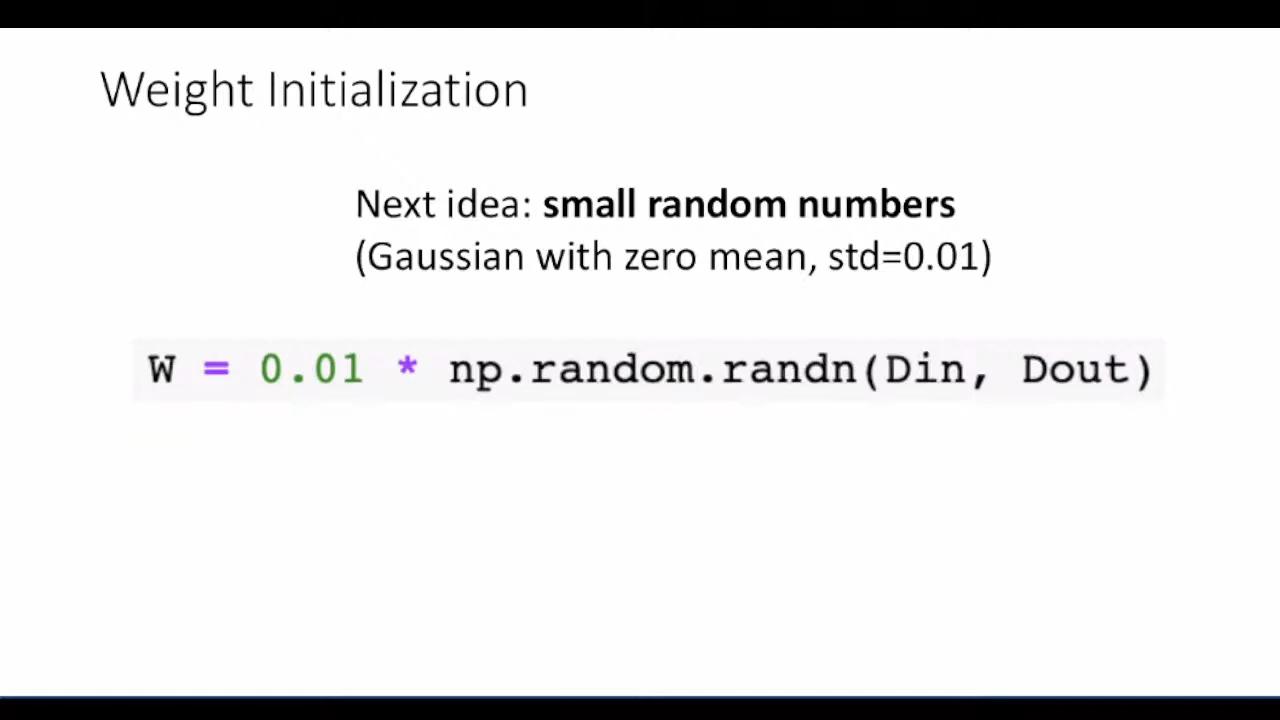 Weight Initialization
Next idea: small random numbers
(Gaussian with zero mean, std=0.01)
W = 0.01 * np.random.randn(Din, Dout)